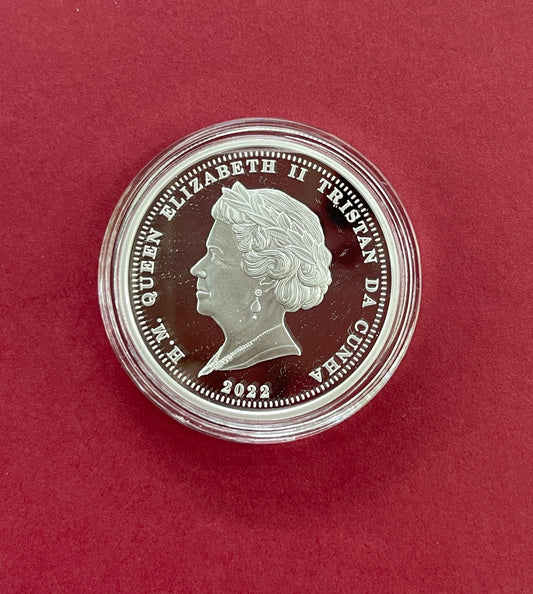 H.M. QUEEN ELIZABETH II TRISTAN DA CUNHA
2022